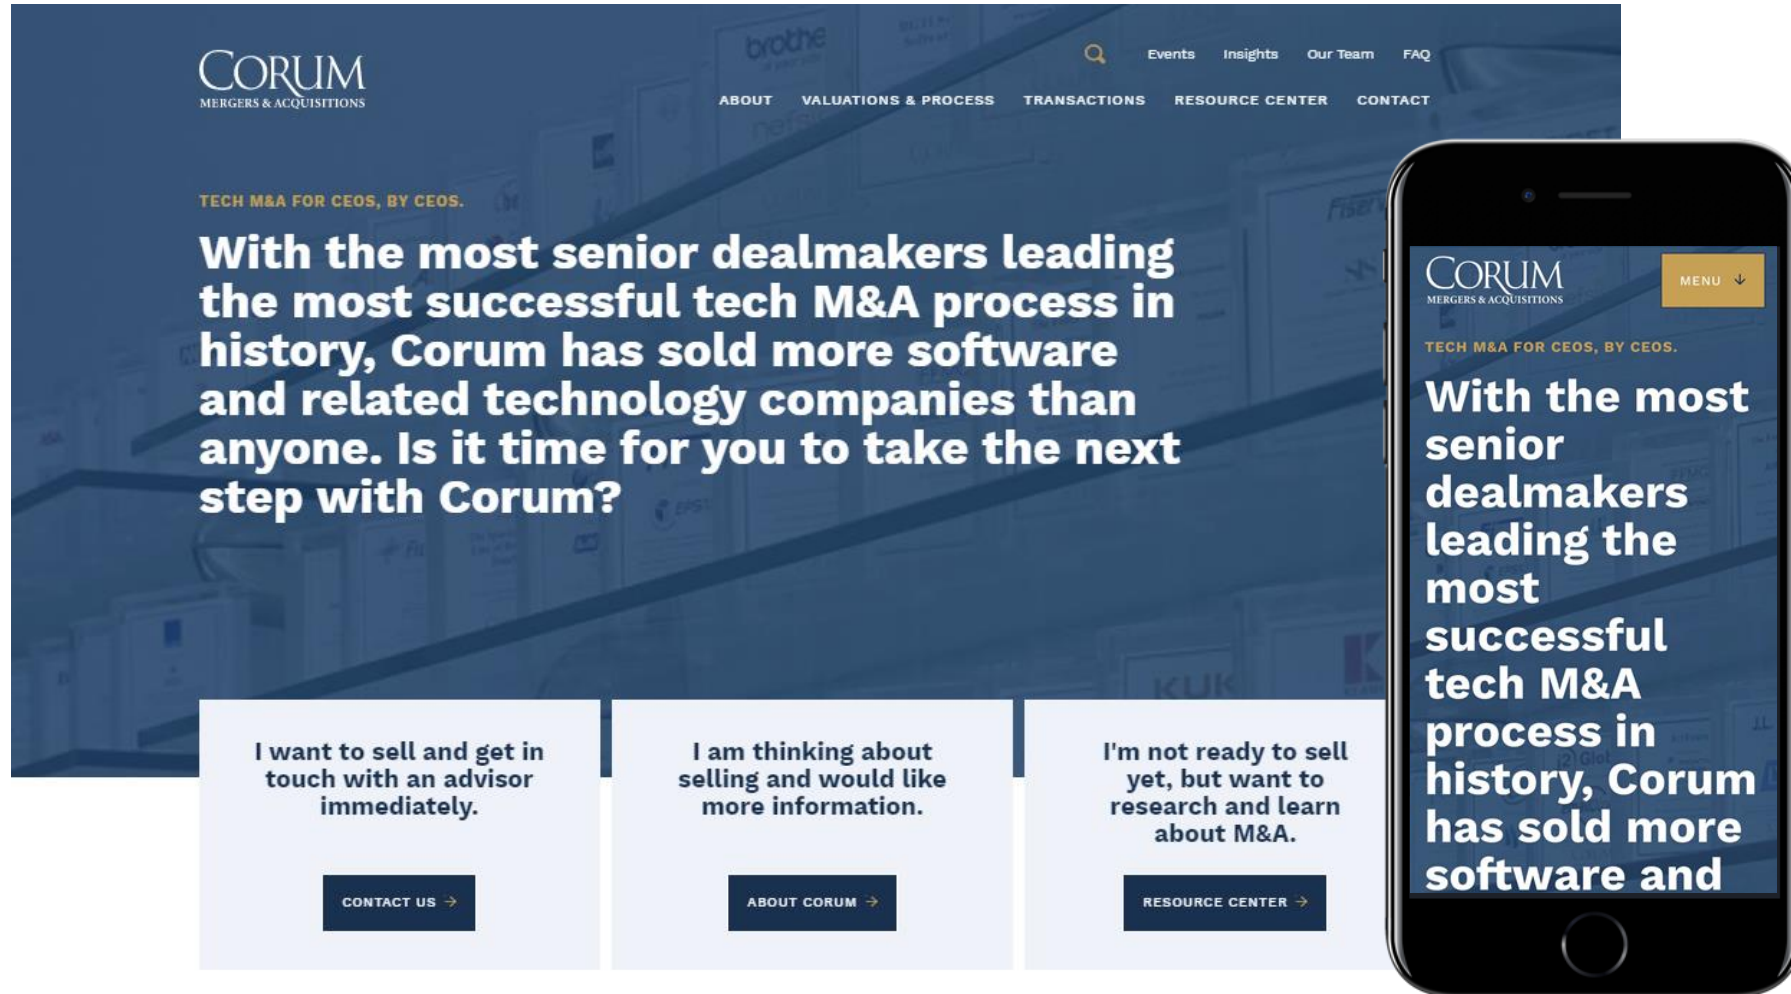 CORUM
MERGERS & ACQUISITIONS
Events Insights Our Team FAQ
ABOUT VALUATIONS & PROCESS TRANSACTIONS RESOURCE CENTER CONTACT
TECH M&A FOR CEOS, BY CEOS.
With the most senior dealmakers leading
the most successful tech M&A process in
history, Corum has sold more software
and related technology companies than
anyone. Is it time for you to take the next
step with Corum?
brothe
Fiserv
EPSI
KUK
I want to sell and get in
touch with an advisor
immediately.
CONTACT US →
I am thinking about
selling and would like
more information.
ABOUT CORUM →
I'm not ready to sell
yet, but want to
research and learn
about M&A.
RESOURCE CENTER →
CORUM
MERGERS & ACQUISITIONS
MENU ↓
TECH M&A FOR CEOS, BY CEOS.
With the most
senior
dealmakers
leading the
most
successful
tech M&A
process in
history, Corum
has sold more
software and